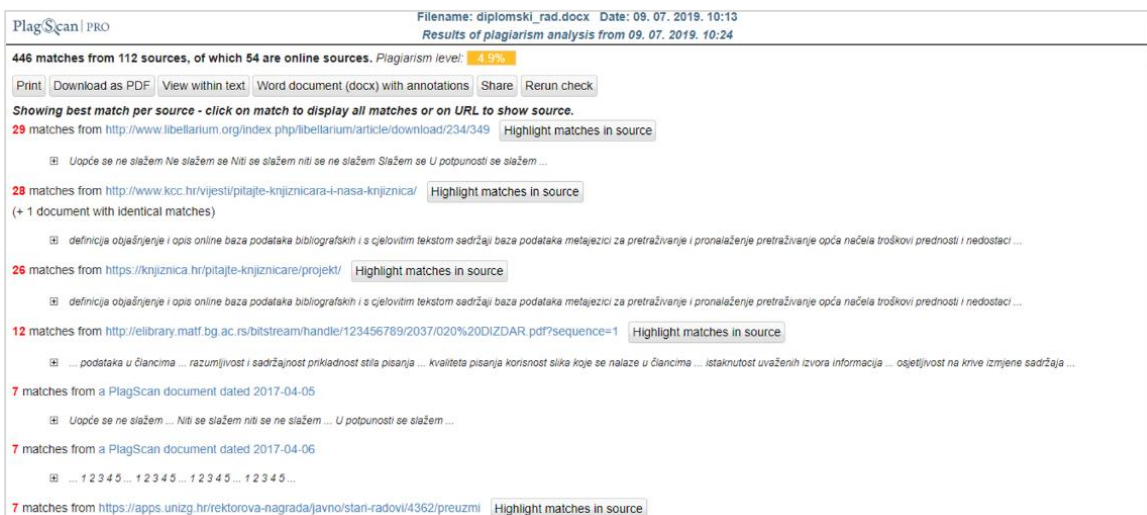 PlagScan | PRO
Filename: diplomski_rad.docx Date: 09. 07. 2019. 10:13
Results of plagiarism analysis from 09. 07. 2019. 10:24
446 matches from 112 sources, of which 54 are online sources. Plagiarism level: 4.9%
Print Download as PDF View within text Word document (docx) with annotations Share Rerun check
Showing best match per source - click on match to display all matches or on URL to show source.
29 matches from http://www.libellarium.org/index.php/libellarium/article/download/234/349 Highlight matches in source
Uopće se ne slažem Ne slažem se Niti se slažem niti se ne slažem Slažem se U potpunosti se slažem ...
28 matches from http://www.kcc.hr/vijesti/pitajte-knjiznicara-i-nasa-knjiznica/ Highlight matches in source
(+ 1 document with identical matches)
definicija objašnjenje i opis online baza podataka bibliografskih i s cjelovitim tekstom sadržaji baza podataka metajezici za pretraživanje i pronalaženje pretraživanje opća načela troškovi prednosti i nedostaci ...
26 matches from https://knjiznica.hr/pitajte-knjiznicare/projekt/ Highlight matches in source
definicija objašnjenje i opis online baza podataka bibliografskih i s cjelovitim tekstom sadržaji baza podataka metajezici za pretraživanje i pronalaženje pretraživanje opća načela troškovi prednosti i nedostaci ...
12 matches from http://elibrary.matf.bg.ac.rs/bitstream/handle/123456789/2037/020%20DIZDAR.pdf?sequence=1 Highlight matches in source
... podataka u člancima ... razumljivost i sadržajnost prikladnost stila pisanja ... kvaliteta pisanja korisnost slika koje se nalaze u člancima ... istaknutost uvaženih izvora informacija ... osjetljivost na krive izmjene sadržaja ...
7 matches from a PlagScan document dated 2017-04-05
Uopće se ne slažem ... Niti se slažem niti se ne slažem ... U potpunosti se slažem ...
7 matches from a PlagScan document dated 2017-04-06
... 1 2 3 4 5 ... 1 2 3 4 5 ... 1 2 3 4 5 ... 1 2 3 4 5 ...
7 matches from https://apps.unizg.hr/rektorova-nagrada/javno/stari-radovi/4362/preuzmi Highlight matches in source